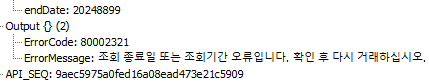 endDate: 20248899
Output {} (2)
ErrorCode: 80002321
ErrorMessage: 조회 종료일 또는 조회기간 오류입니다. 확인 후 다시 거래하십시오.
API_SEQ: 9aec5975a0fed16a08ead473e21c5909